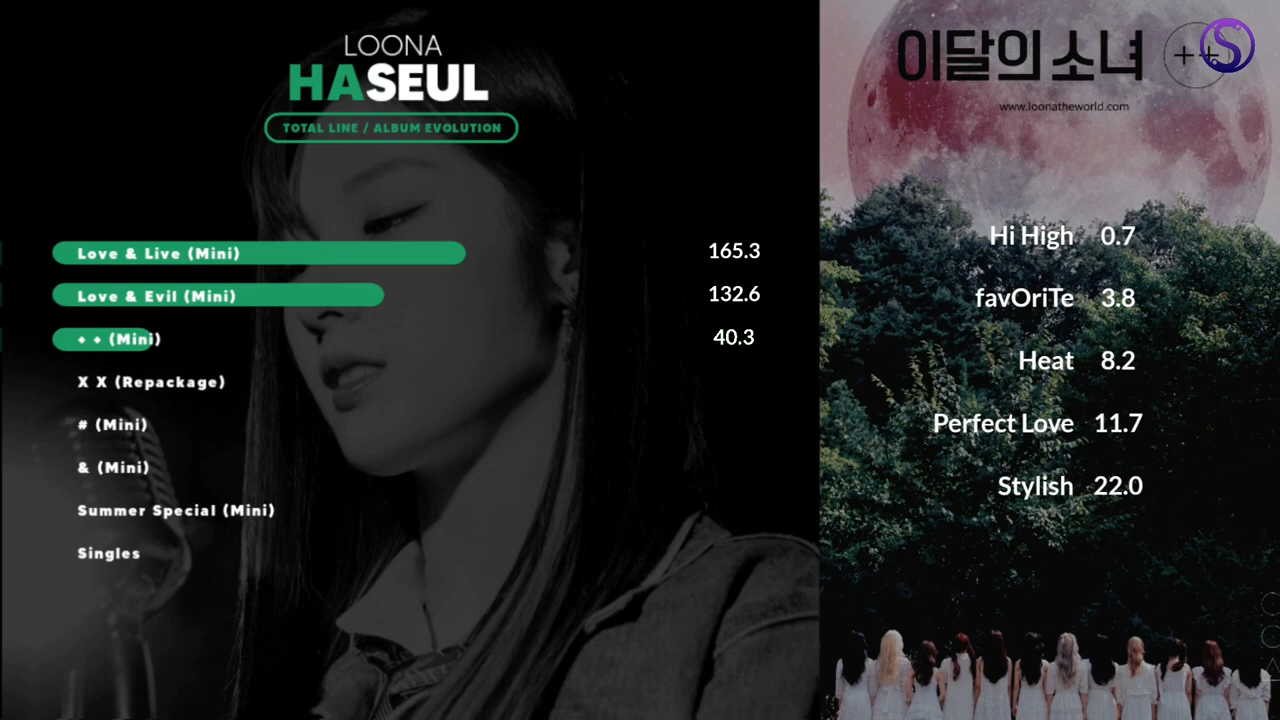 LOONA
HASEUL
TOTAL LINE / ALBUM EVOLUTION
Love & Live (Mini) 165.3
Love & Evil (Mini) 132.6
+ + (Mini) 40.3
X X (Repackage)
# (Mini)
& (Mini)
Summer Special (Mini)
Singles
이달의 소녀 ++ S
www.loonatheworld.com
Hi High 0.7
favOriTe 3.8
Heat 8.2
Perfect Love 11.7
Stylish 22.0